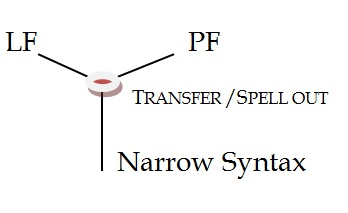 LF PF
TRANSFER /SPELL OUT
Narrow Syntax